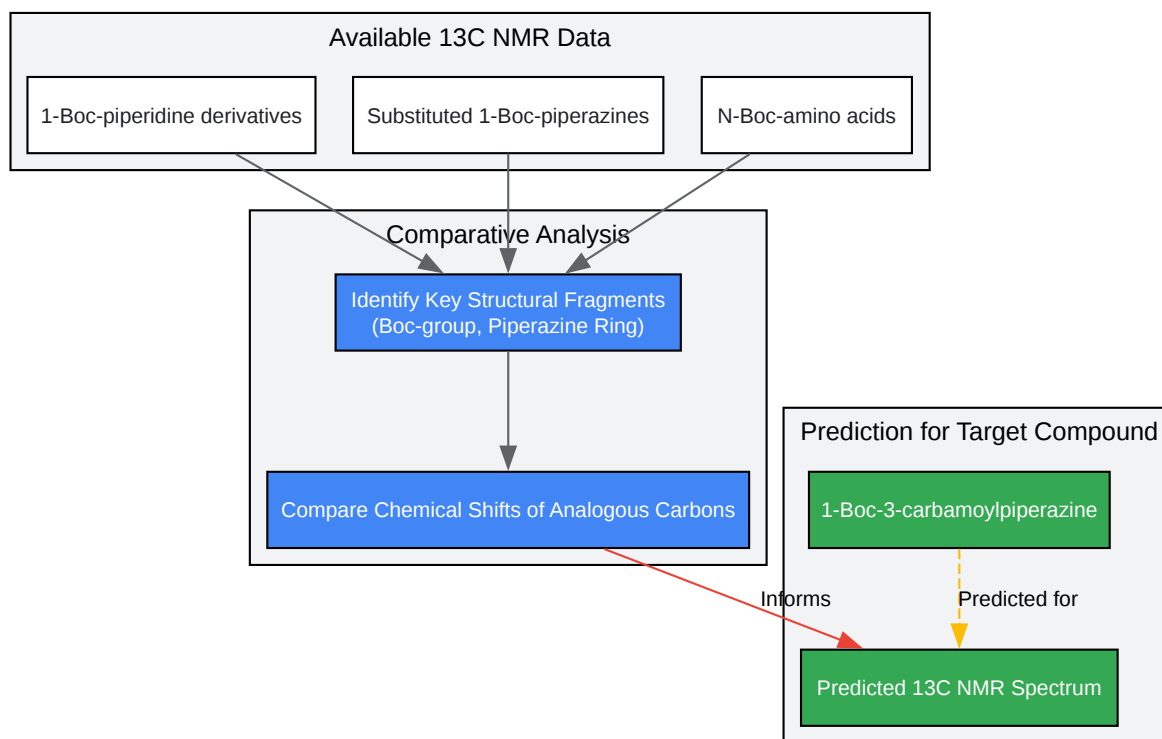 Available 13C NMR Data
1-Boc-piperidine derivatives
Substituted 1-Boc-piperazines
N-Boc-amino acids
Comparative Analysis
Identify Key Structural Fragments
(Boc-group, Piperazine Ring)
Compare Chemical Shifts of Analogous Carbons
Prediction for Target Compound
1-Boc-3-carbamoylpiperazine
Informs
Predicted for
Predicted 13C NMR Spectrum